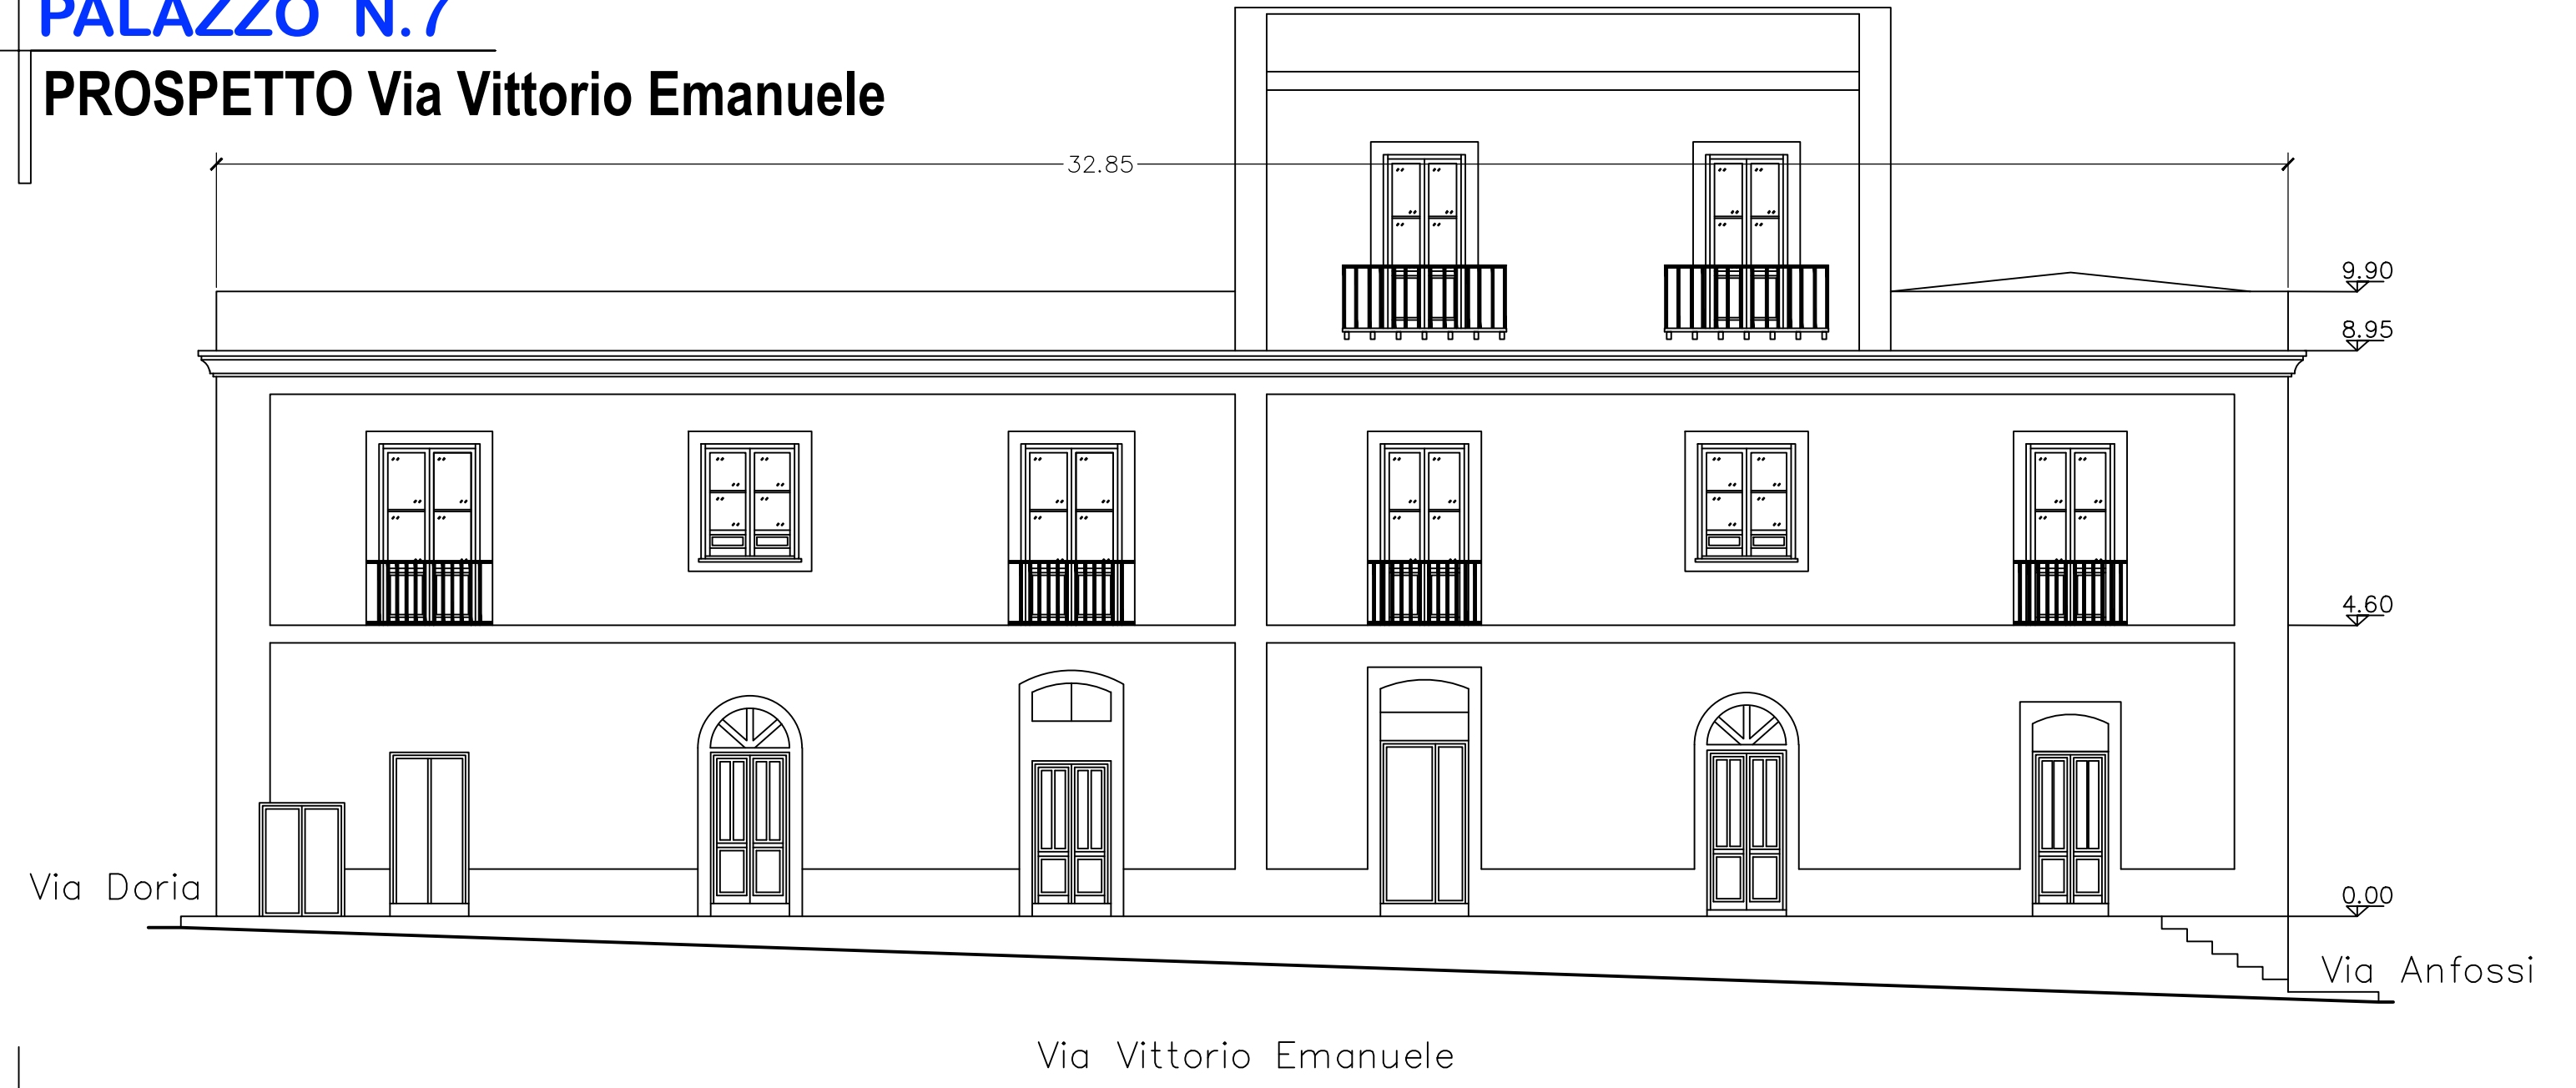 PALAZZO N.7
PROSPETTO Via Vittorio Emanuele
32.85
9.90
8.95
4.60
Via Doria
0.00
Via Anfossi
Via Vittorio Emanuele